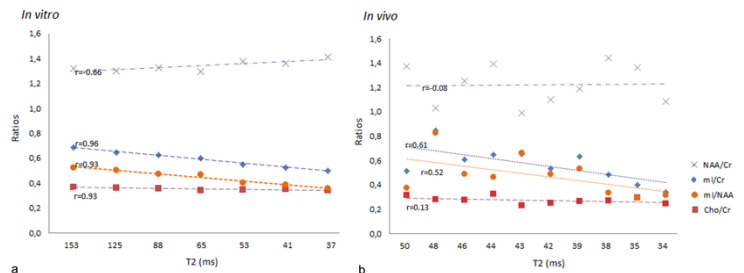 In vitro
In vivo
1,6
1,4
1,2
1,0
0,8
0,6
0,4
0,2
0,0
Ratios
r=-0.66
r=0.96
r=0.93
r=0.93
153
125
88
65
53
41
37
T2 (ms)
a
1,6
1.4
1.2
1.0
0.8
0.6
0.4
0.2
0,0
Ratios
r=-0.08
r=0.61
r=0.52
r=0.13
50
48
46
44
43
42
39
38
35
34
T2 (ms)
b
NAA/Cr
mI/Cr
mI/NAA
Cho/Cr